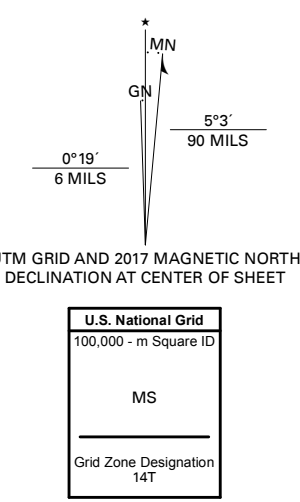 ★
MN
GN
5°3´
90 MILS
0°19´
6 MILS
UTM GRID AND 2017 MAGNETIC NORTH
DECLINATION AT CENTER OF SHEET
U.S. National Grid
100,000 - m Square ID
MS
Grid Zone Designation
14T